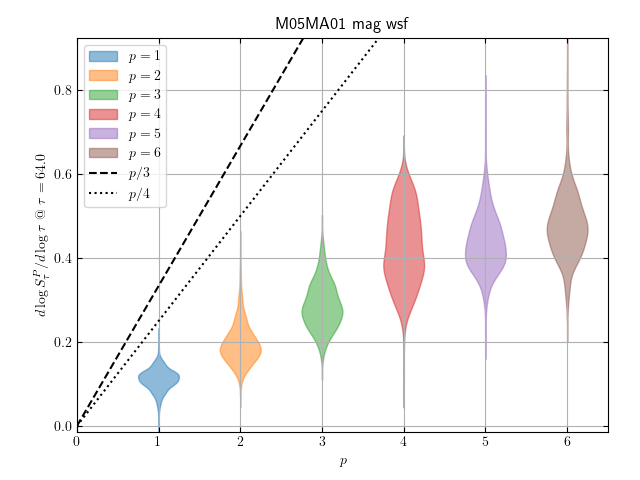 M05MA01 mag wsf
p = 1
p = 2
p = 3
p = 4
p = 5
p = 6
p/3
p/4
d log S_τ^P / d log τ @ τ = 64.0
0.8
0.6
0.4
0.2
0.0
0 1 2 3 4 5 6
p